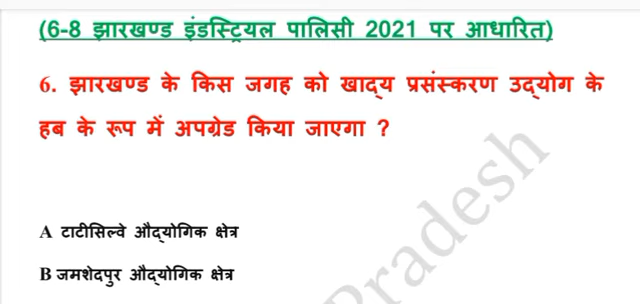 (6-8 झारखण्ड इंडस्ट्रियल पालिसी 2021 पर आधारित)
6. झारखण्ड के किस जगह को खाद्य प्रसंस्करण उद्योग के
हब के रूप में अपग्रेड किया जाएगा ?
A टाटीसिल्वे औद्योगिक क्षेत्र
B जमशेदपुर औद्योगिक क्षेत्र
Pradesh